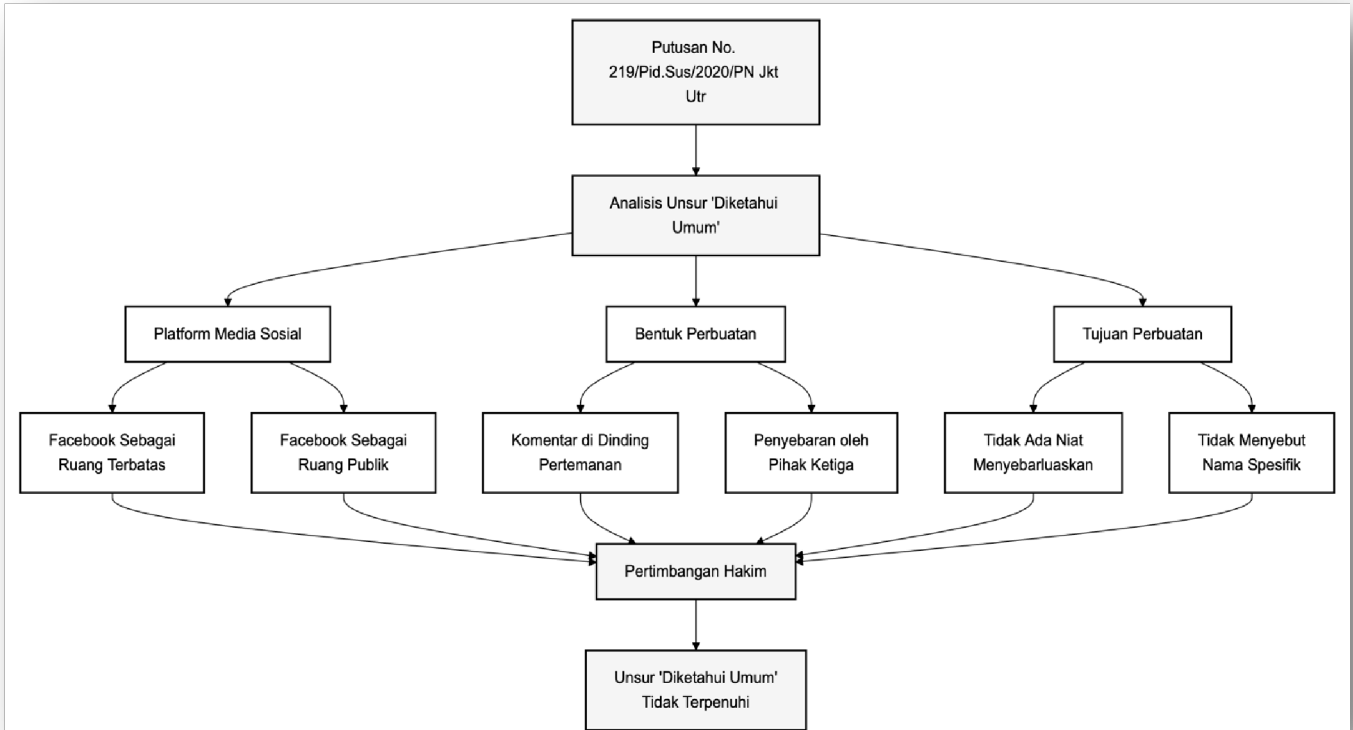 Putusan No.
219/Pid.Sus/2020/PN Jkt
Utr
Analisis Unsur 'Diketahui
Umum'
Platform Media Sosial
Bentuk Perbuatan
Tujuan Perbuatan
Facebook Sebagai
Ruang Terbatas
Facebook Sebagai
Ruang Publik
Komentar di Dinding
Pertemanan
Penyebaran oleh
Pihak Ketiga
Tidak Ada Niat
Menyebarluaskan
Tidak Menyebut
Nama Spesifik
Pertimbangan Hakim
Unsur 'Diketahui Umum'
Tidak Terpenuhi